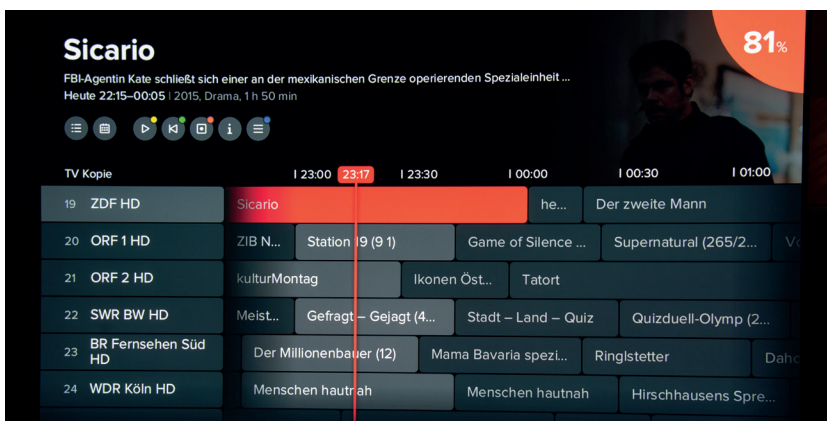 Sicario
81%
FBI-Agentin Kate schließt sich einer an der mexikanischen Grenze operierenden Spezialeinheit ...
Heute 22:15–00:05 | 2015, Drama, 1 h 50 min
TV Kopie | 23:00 23:17 | 23:30 | 00:00 | 00:30 | 01:00
19 ZDF HD Sicario he... Der zweite Mann
20 ORF 1 HD ZIB N... Station 19 (9 1) Game of Silence ... Supernatural (265/2...
21 ORF 2 HD kulturMontag Ikonen Öst... Tatort
22 SWR BW HD Meist... Gefragt – Gejagt (4... Stadt – Land – Quiz Quizduell-Olymp (2...
23 BR Fernsehen Süd HD Der Millionenbauer (12) Mama Bavaria spezi... Ringlstetter Daho
24 WDR Köln HD Menschen hautnah Menschen hautnah Hirschhausens Spre...